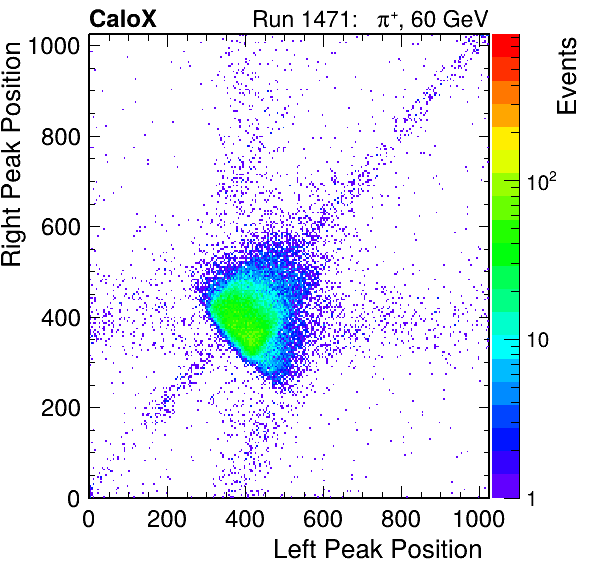 CaloX
Run 1471: π⁺, 60 GeV
Right Peak Position
1000
800
600
400
200
0
0 200 400 600 800 1000
Left Peak Position
Events
10²
10
1